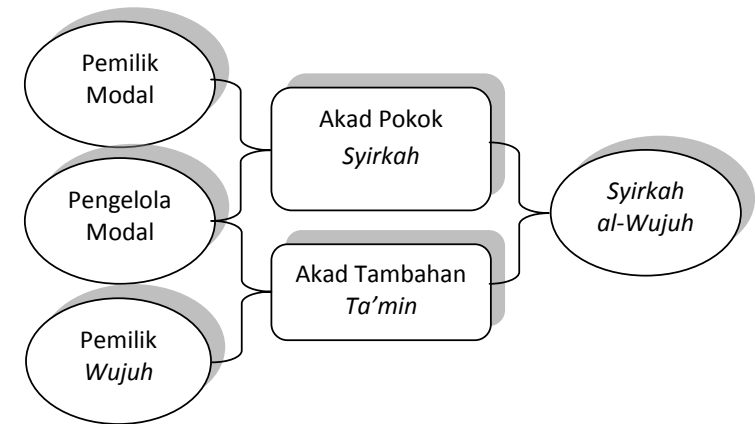 Pemilik
Modal
Pengelola
Modal
Pemilik
Wujuh
Akad Pokok
Syirkah
Akad Tambahan
Ta’min
Syirkah
al-Wujuh